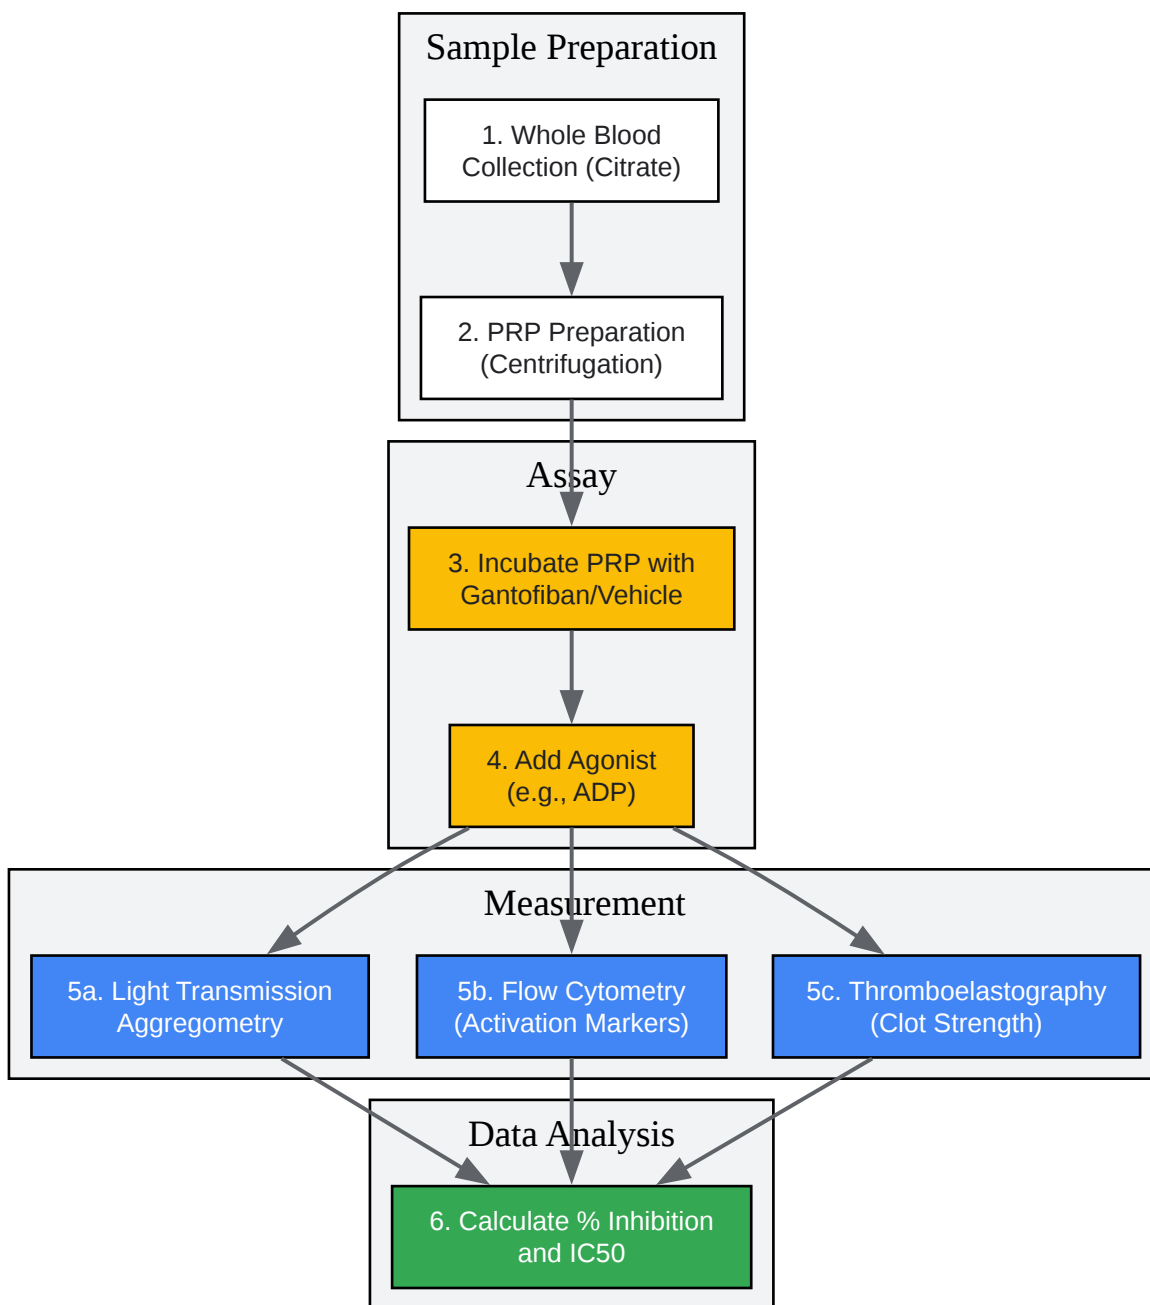 Sample Preparation
1. Whole Blood
Collection (Citrate)
2. PRP Preparation
(Centrifugation)
Assay
3. Incubate PRP with
Gantofiban/Vehicle
4. Add Agonist
(e.g., ADP)
Measurement
5a. Light Transmission
Aggregometry
5b. Flow Cytometry
(Activation Markers)
5c. Thromboelastography
(Clot Strength)
Data Analysis
6. Calculate % Inhibition
and IC50